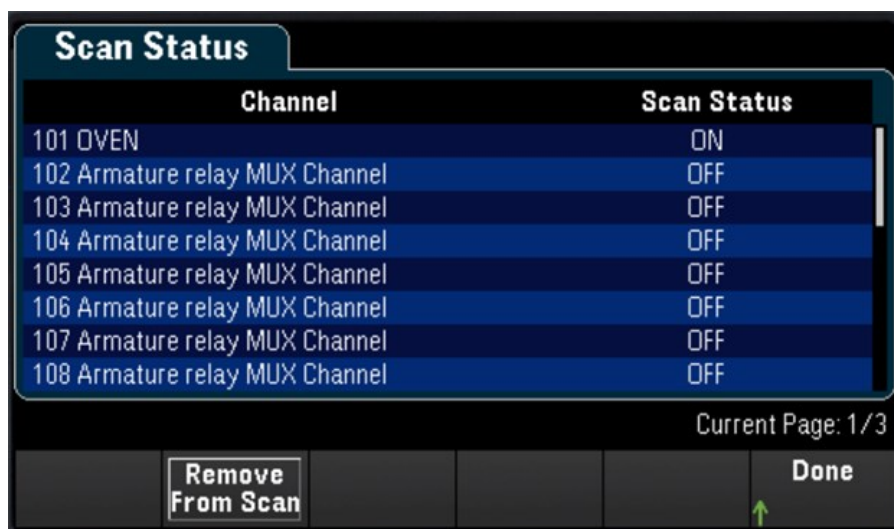 Scan Status
Channel Scan Status
101 OVEN ON
102 Armature relay MUX Channel OFF
103 Armature relay MUX Channel OFF
104 Armature relay MUX Channel OFF
105 Armature relay MUX Channel OFF
106 Armature relay MUX Channel OFF
107 Armature relay MUX Channel OFF
108 Armature relay MUX Channel OFF
Current Page: 1/3
Remove
From Scan
Done